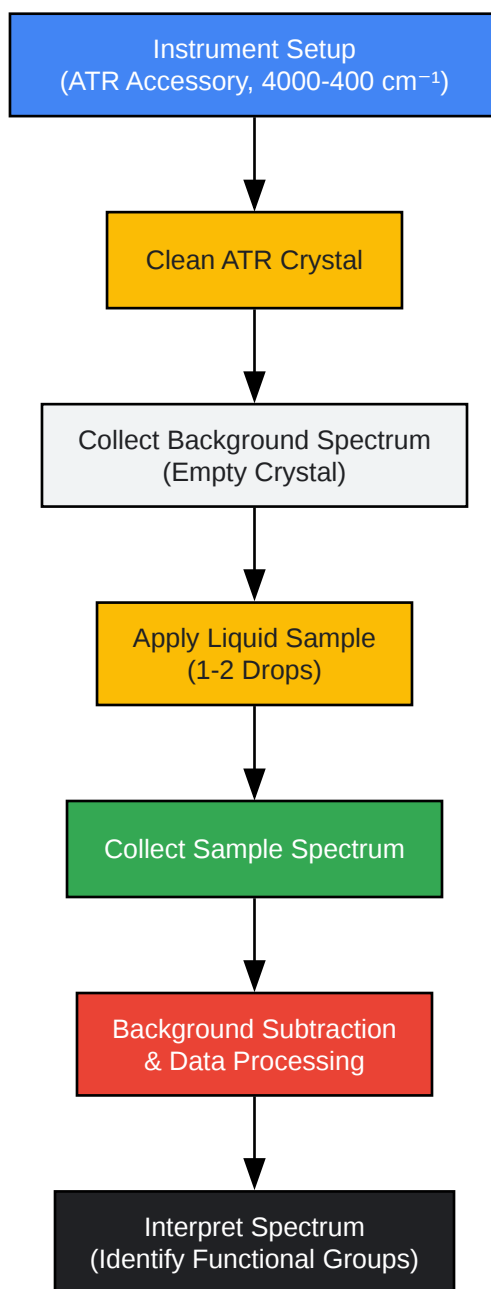 Instrument Setup
(ATR Accessory, 4000-400 cm⁻¹)
Clean ATR Crystal
Collect Background Spectrum
(Empty Crystal)
Apply Liquid Sample
(1-2 Drops)
Collect Sample Spectrum
Background Subtraction
& Data Processing
Interpret Spectrum
(Identify Functional Groups)